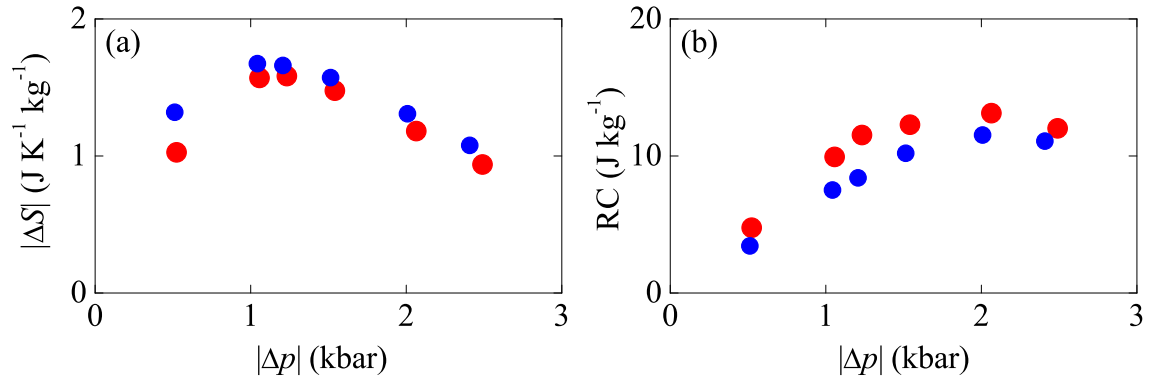 (a)
2
1
0
|ΔS| (J K⁻¹ kg⁻¹)
0 1 2 3
|Δp| (kbar)
(b)
20
10
0
RC (J kg⁻¹)
0 1 2 3
|Δp| (kbar)